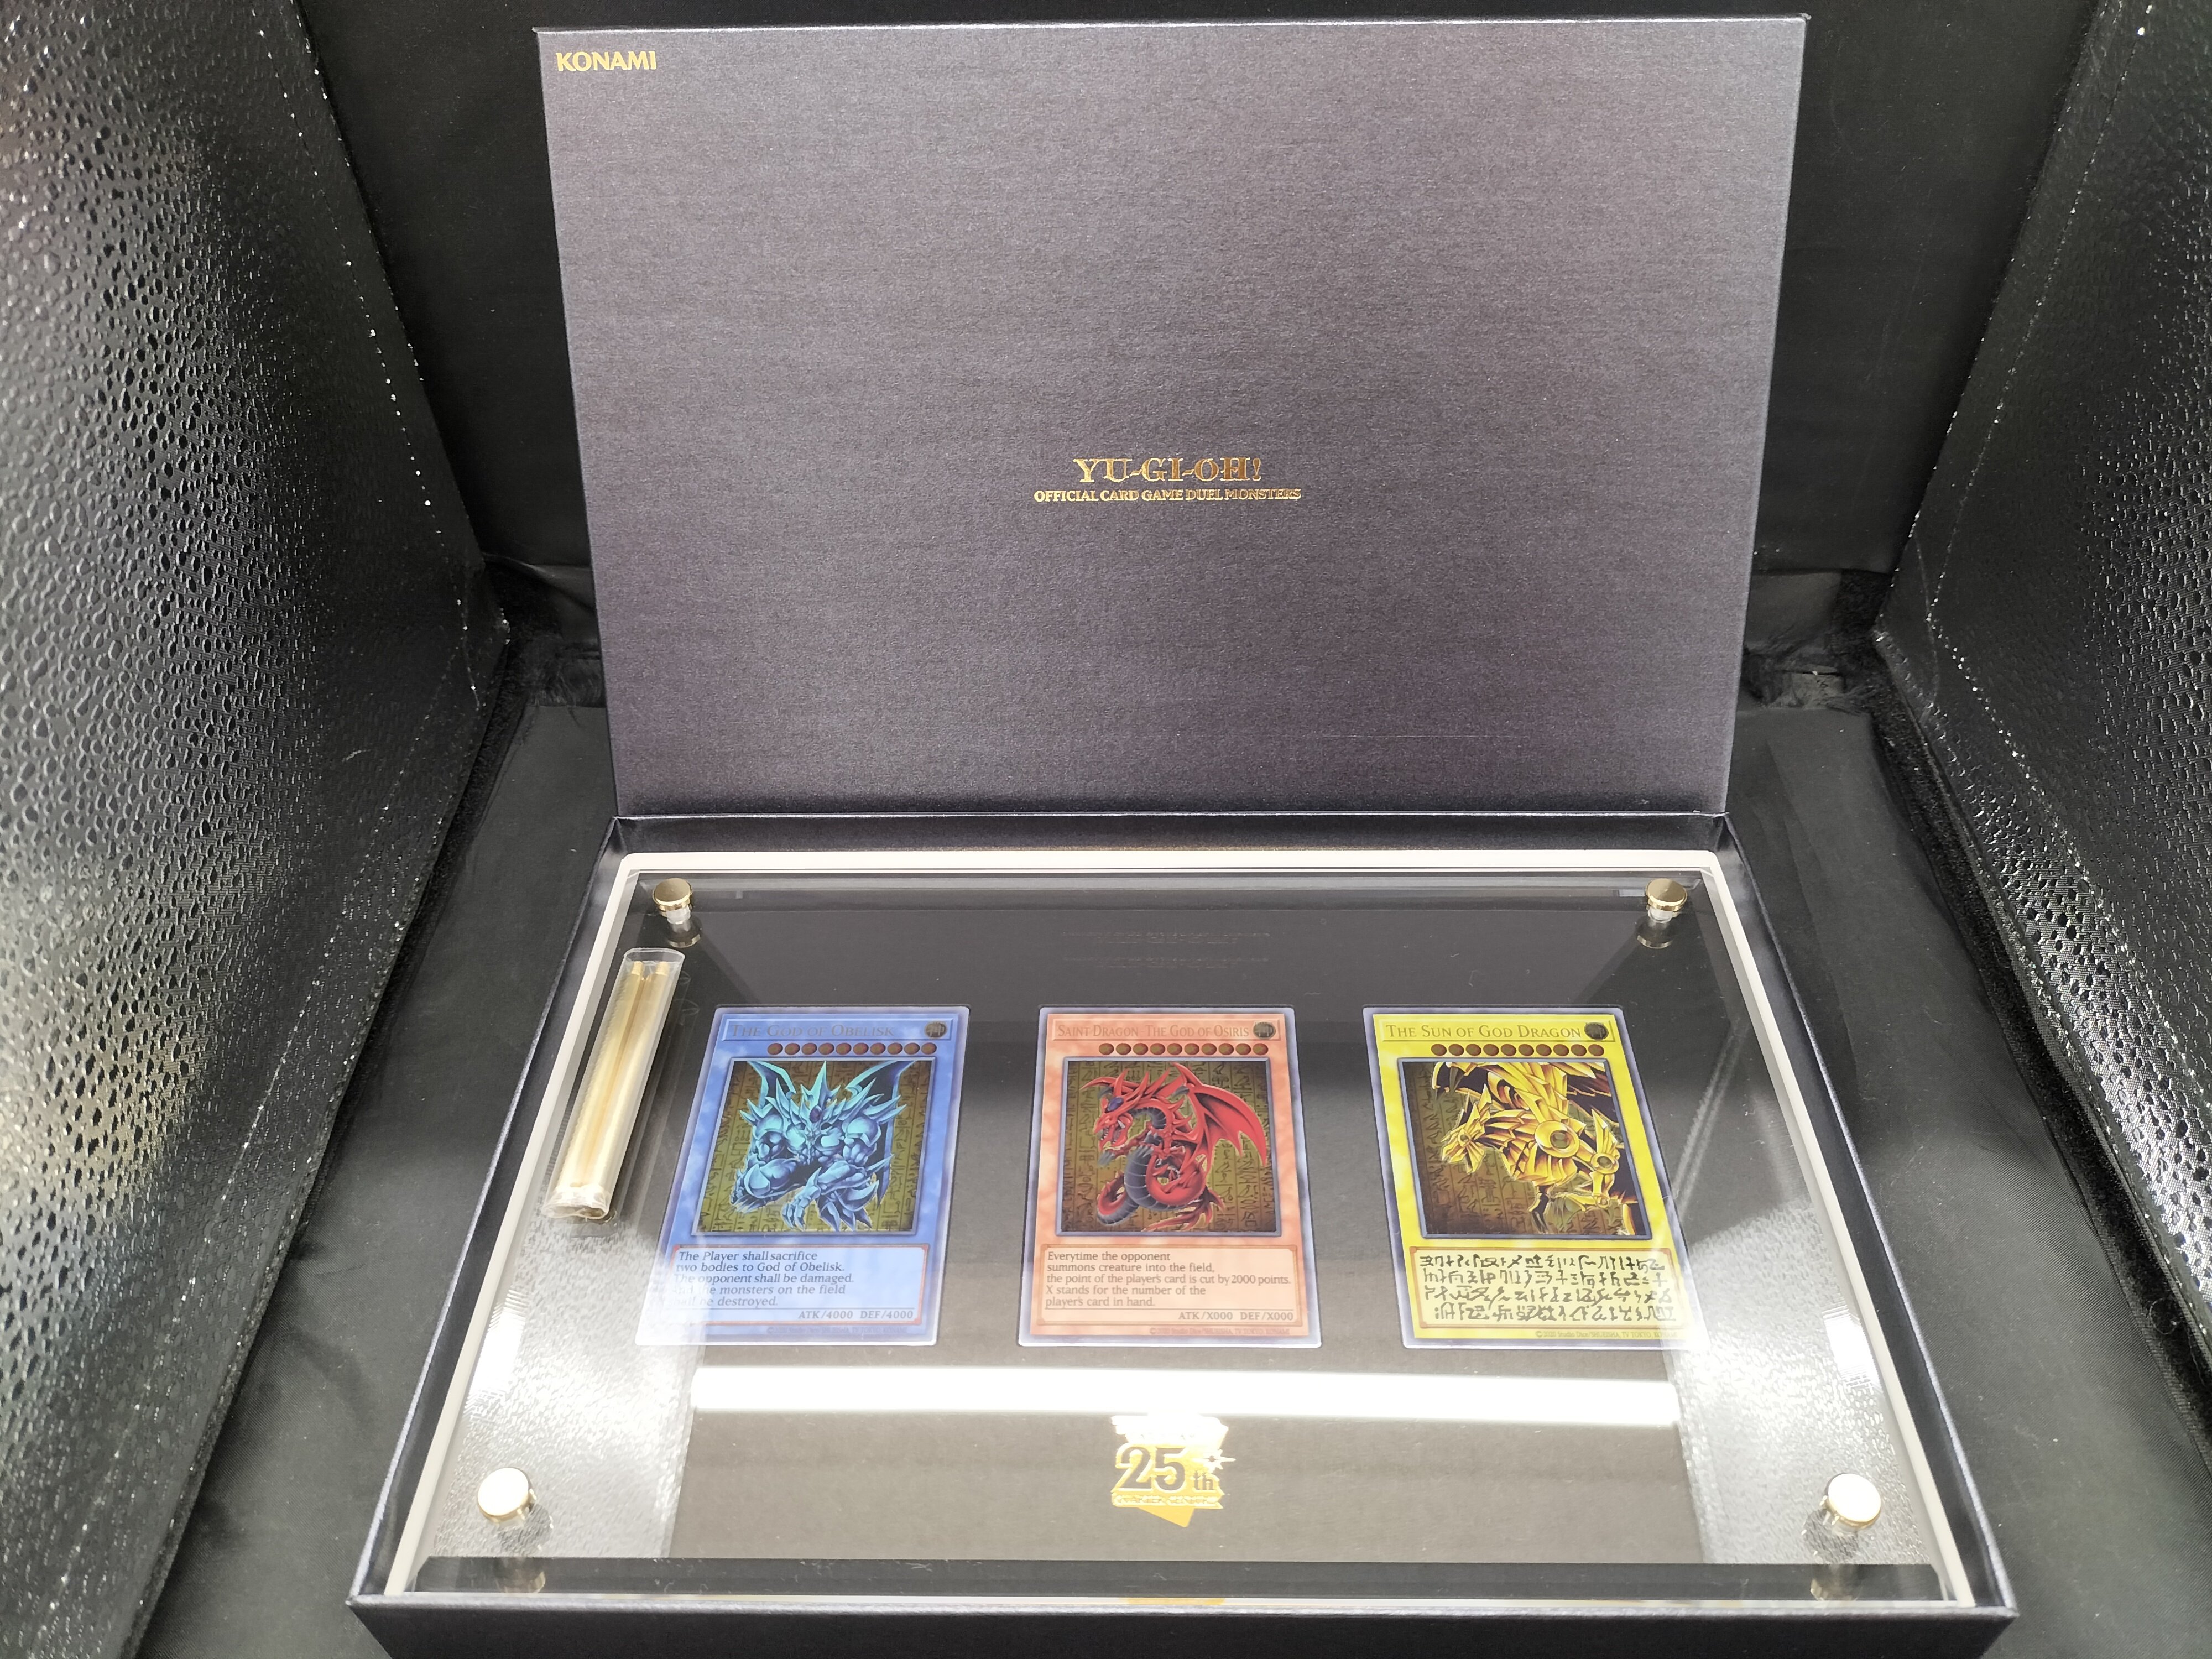 KONAMI
YU-GI-OH!
OFFICIAL CARD GAME DUEL MONSTERS
THE GOD OF OBELISK
The Player shall sacrifice
two bodies to God of Obelisk.
The opponent shall be damaged.
And the monsters on the field
will be destroyed.
ATK/4000 DEF/4000
SAINT DRAGON-THE GOD OF OSIRIS
Everytime the opponent
summons creature into the field,
the point of the player's card is cut by 2000 points.
X stands for the number of the
player's card in hand.
ATK/X000 DEF/X000
THE SUN OF GOD DRAGON
25th